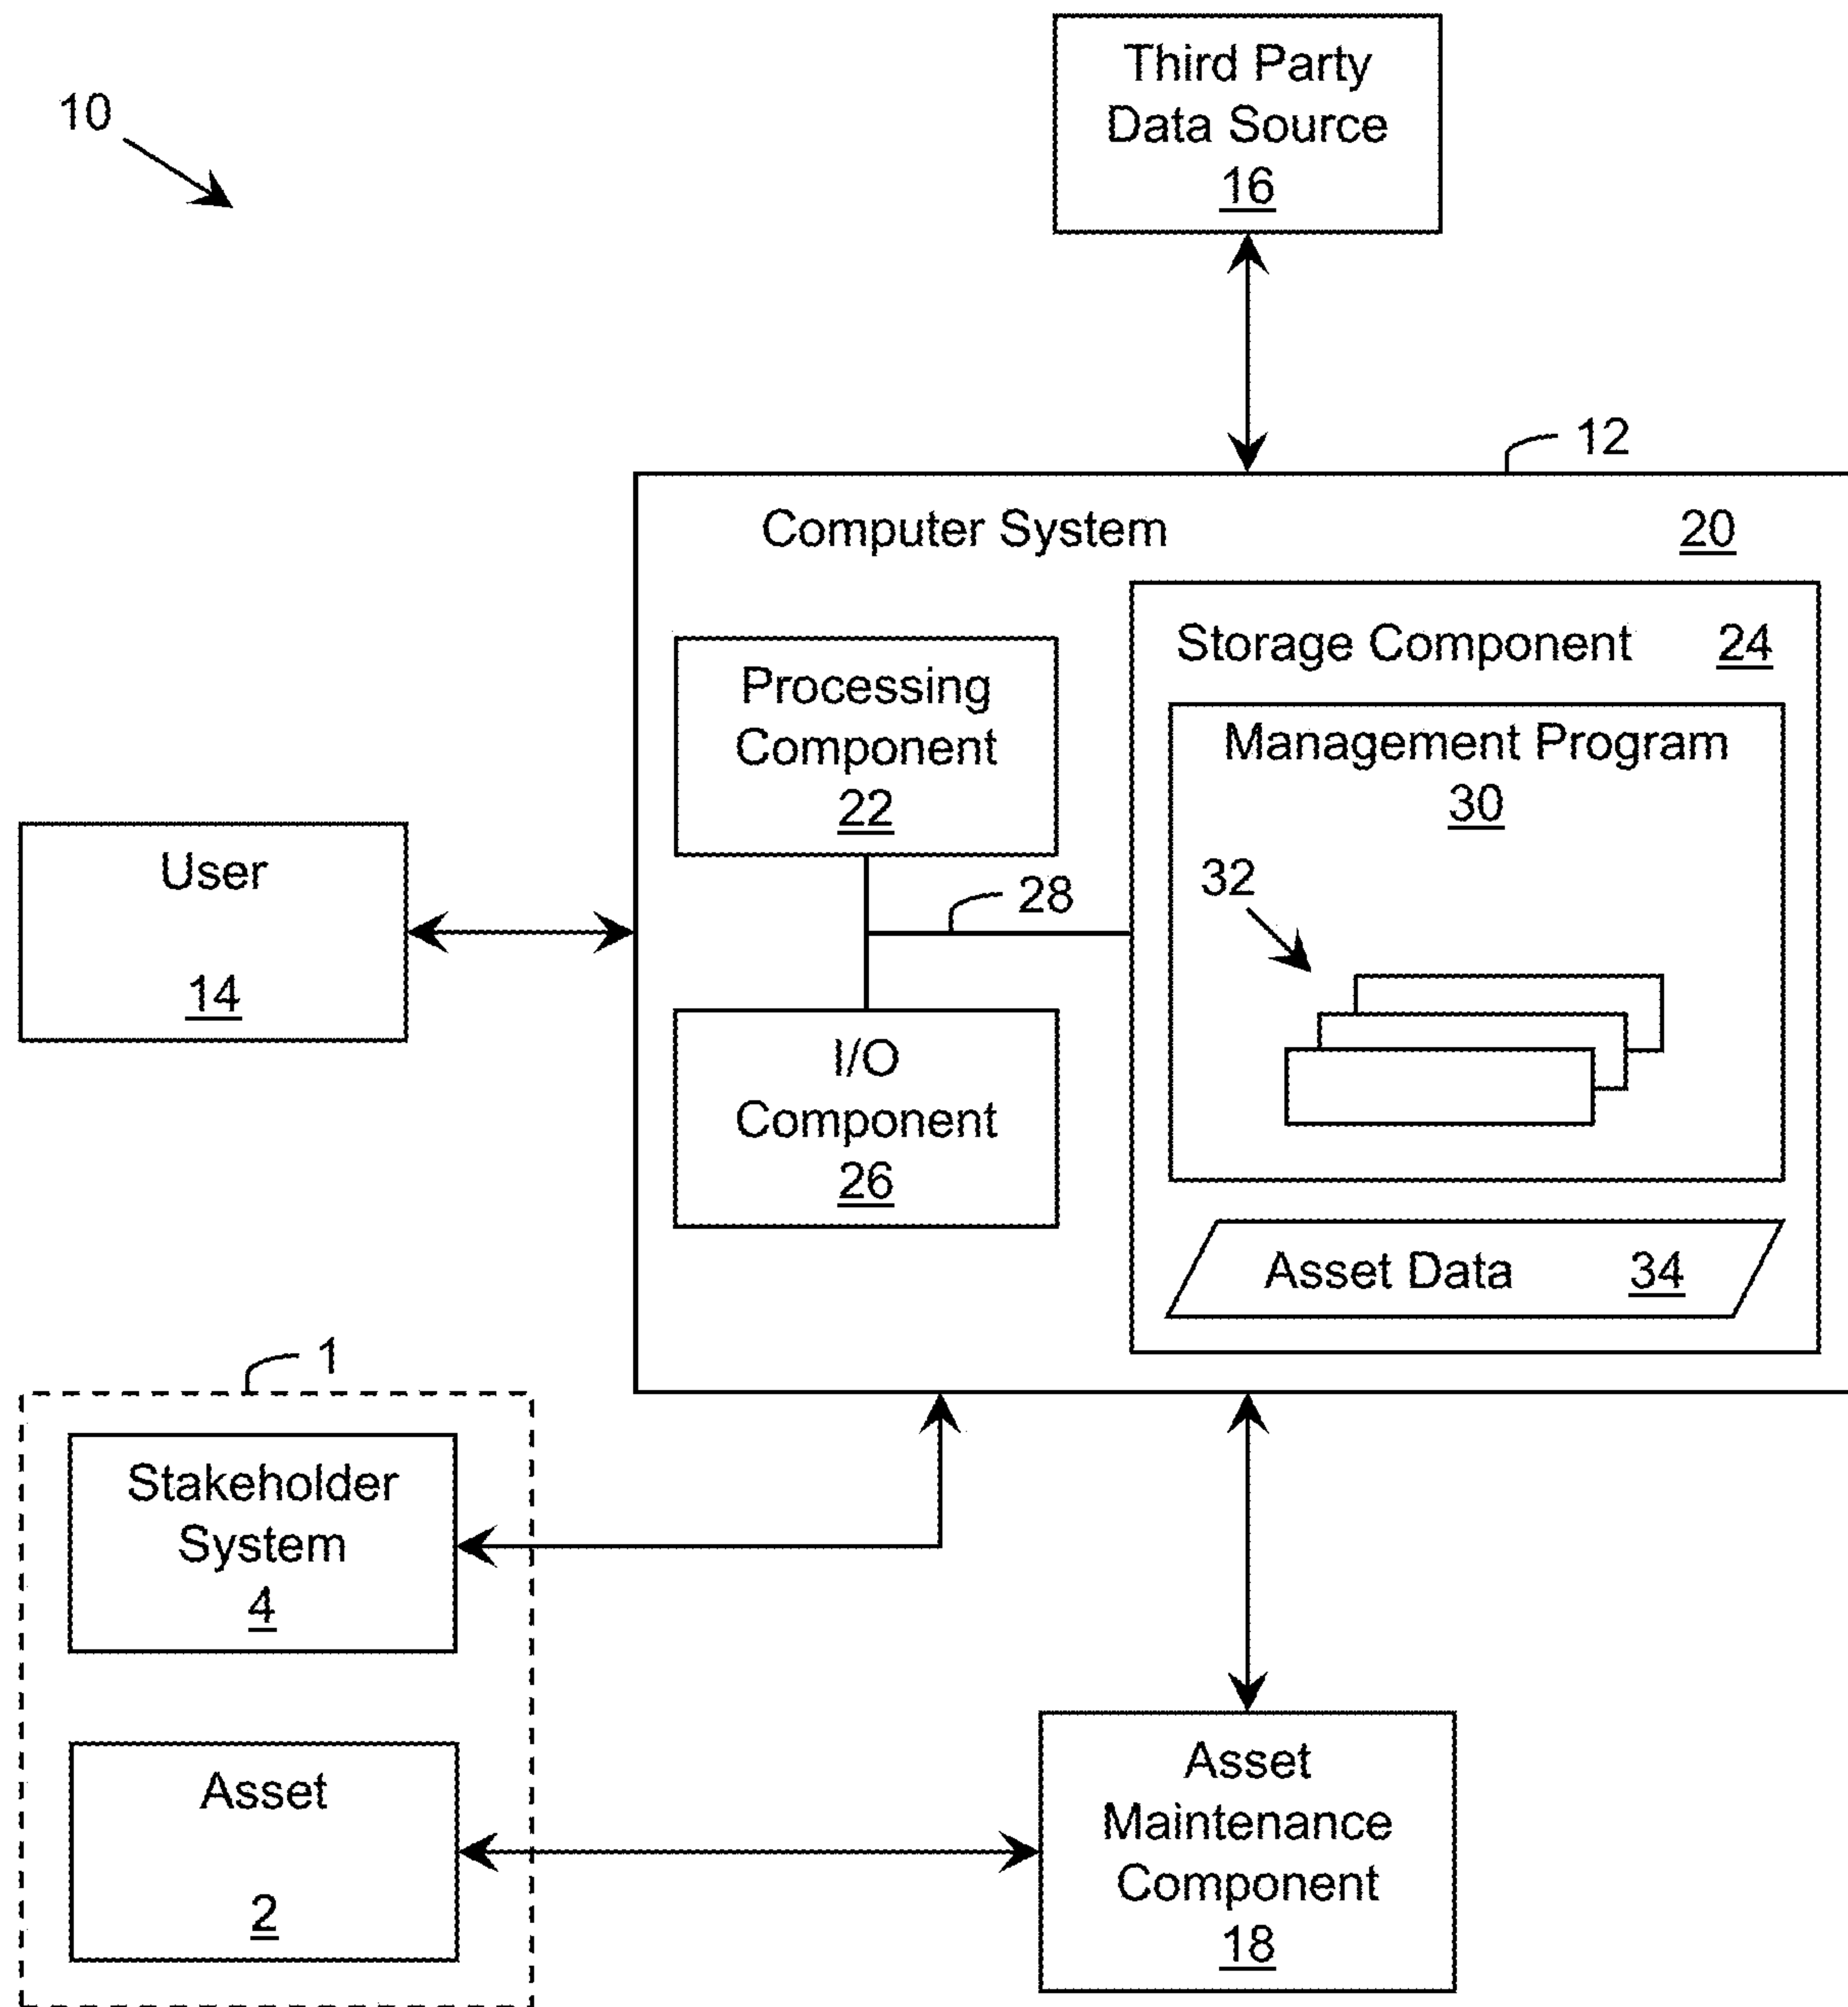 10
Third Party
Data Source
16
12
Computer System 20
Processing
Component
22
Storage Component 24
Management Program
30
32
28
User
14
I/O
Component
26
Asset Data 34
1
Stakeholder
System
4
Asset
2
Asset
Maintenance
Component
18